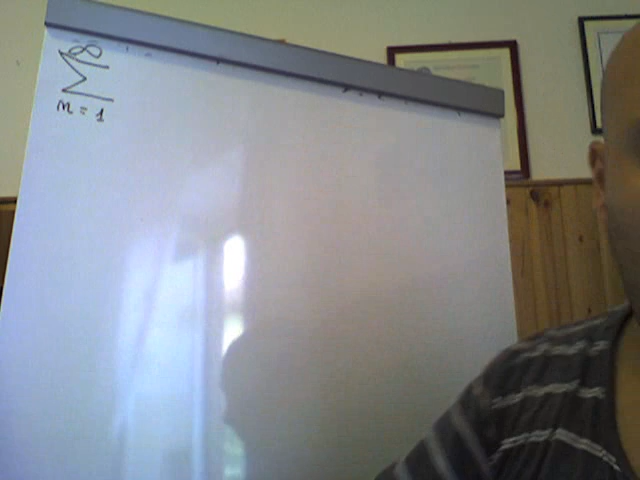 ∞
∑
n = 1